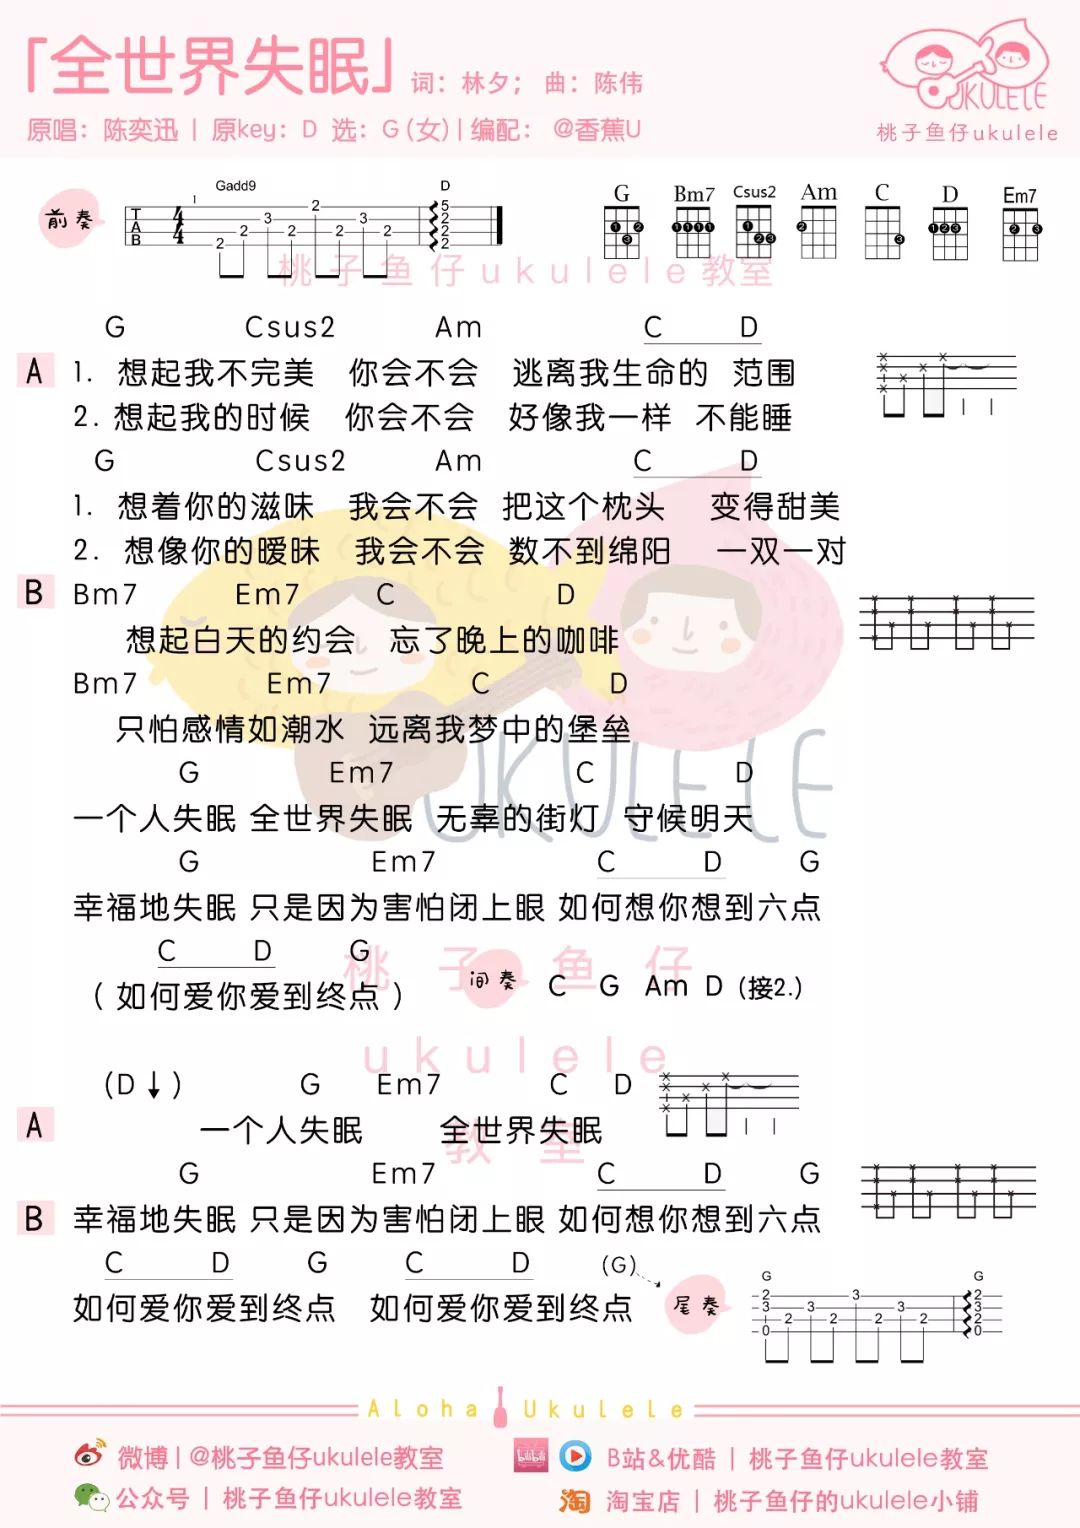 「全世界失眠」 词：林夕； 曲：陈伟
原唱：陈奕迅 | 原key：D 选：G（女）| 编配： @香蕉U
UKULELE
桃子鱼仔ukulele
前奏
Gadd9 D
1
T A B 4 4 2 2 3 2 2 3 2 5 2 2 2
G Bm7 Csus2 Am C D Em7
桃子鱼仔ukulele教室
G Csus2 Am C D
A 1. 想起我不完美 你会不会 逃离我生命的 范围
2. 想起我的时候 你会不会 好像我一样 不能睡
G Csus2 Am C D
1. 想着你的滋味 我会不会 把这个枕头 变得甜美
2. 想像你的暧昧 我会不会 数不到绵阳 一双一对
B Bm7 Em7 C D
想起白天的约会 忘了晚上的咖啡
Bm7 Em7 C D
只怕感情如潮水 远离我梦中的堡垒
UKULELE
G Em7 C D
一个人失眠 全世界失眠 无辜的街灯 守候明天
G Em7 C D G
幸福地失眠 只是因为害怕闭上眼 如何想你想到六点
C D G
（如何爱你爱到终点） 间奏 C G Am D（接2.）
桃子鱼仔
ukulele
教室
（D↓） G Em7 C D
A 一个人失眠 全世界失眠
G Em7 C D G
B 幸福地失眠 只是因为害怕闭上眼 如何想你想到六点
C D G C D (G)
如何爱你爱到终点 如何爱你爱到终点 尾奏
G G
2 3 0 2 3 2 3 2 3 2 2 3 2 0
Aloha Ukulele
微博 | @桃子鱼仔ukulele教室
bilibili B站&优酷 | 桃子鱼仔ukulele教室
公众号 | 桃子鱼仔ukulele教室
淘 淘宝店 | 桃子鱼仔的ukulele小铺